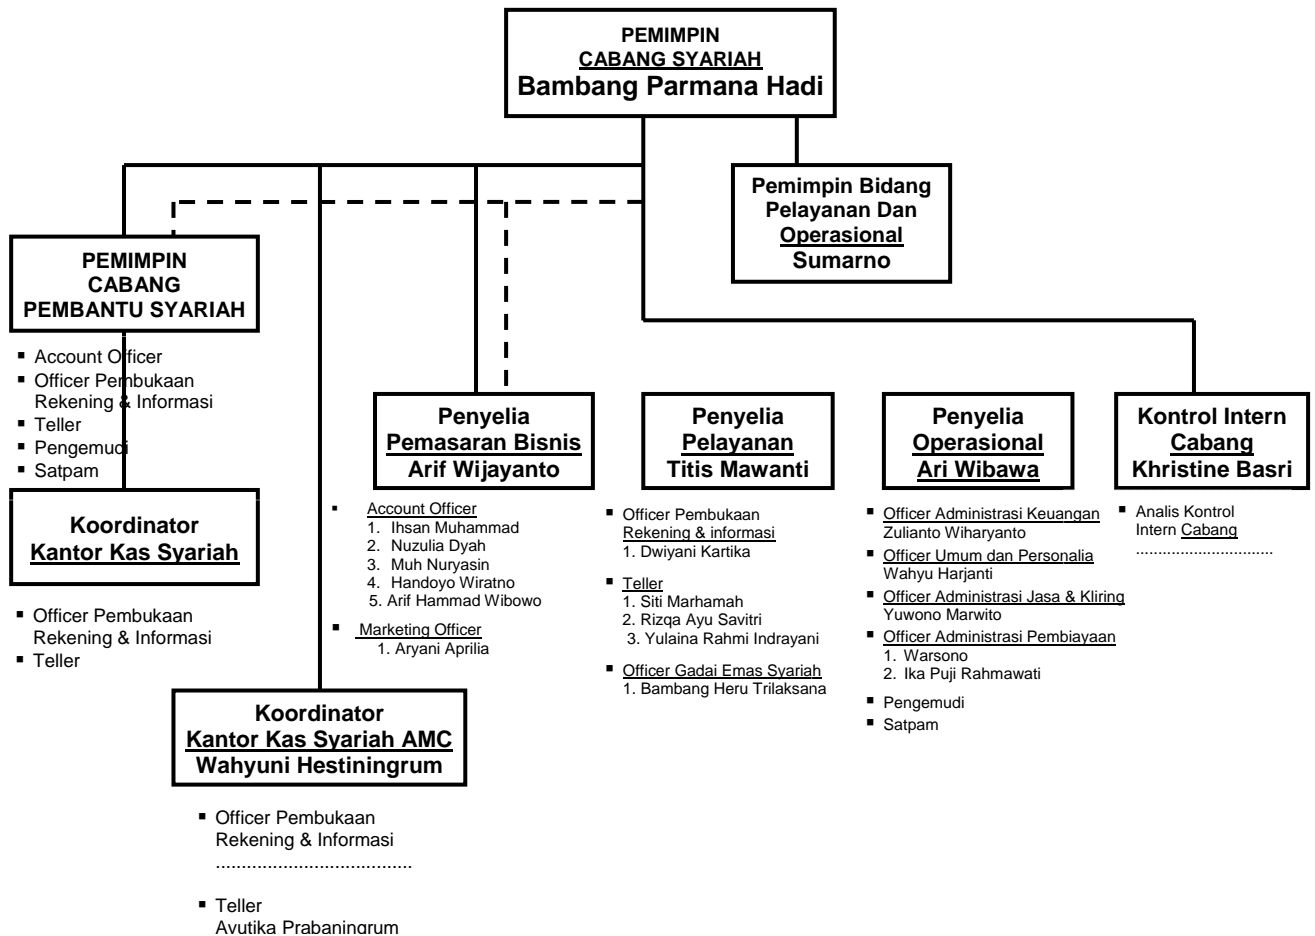 PEMIMPIN
CABANG SYARIAH
Bambang Parmana Hadi
Pemimpin Bidang
Pelayanan Dan
Operasional
Sumarno
PEMIMPIN
CABANG
PEMBANTU SYARIAH
▪ Account Officer
▪ Officer Pembukaan
Rekening & Informasi
▪ Teller
▪ Pengemudi
▪ Satpam
Koordinator
Kantor Kas Syariah
▪ Officer Pembukaan
Rekening & Informasi
▪ Teller
Koordinator
Kantor Kas Syariah AMC
Wahyuni Hestiningrum
▪ Officer Pembukaan
Rekening & Informasi
......................................
▪ Teller
Ayutika Prabaningrum
Penyelia
Pemasaran Bisnis
Arif Wijayanto
▪ Account Officer
1. Ihsan Muhammad
2. Nuzulia Dyah
3. Muh Nuryasin
4. Handoyo Wiratno
5. Arif Hammad Wibowo
▪ Marketing Officer
1. Aryani Aprilia
Penyelia
Pelayanan
Titis Mawanti
▪ Officer Pembukaan
Rekening & informasi
1. Dwiyani Kartika
▪ Teller
1. Siti Marhamah
2. Rizqa Ayu Savitri
3. Yulaina Rahmi Indrayani
▪ Officer Gadai Emas Syariah
1. Bambang Heru Trilaksana
Penyelia
Operasional
Ari Wibawa
▪ Officer Administrasi Keuangan
Zulianto Wiharyanto
▪ Officer Umum dan Personalia
Wahyu Harjanti
▪ Officer Administrasi Jasa & Kliring
Yuwono Marwito
▪ Officer Administrasi Pembiayaan
1. Warsono
2. Ika Puji Rahmawati
▪ Pengemudi
▪ Satpam
Kontrol Intern
Cabang
Khristine Basri
▪ Analis Kontrol
Intern Cabang
...............................